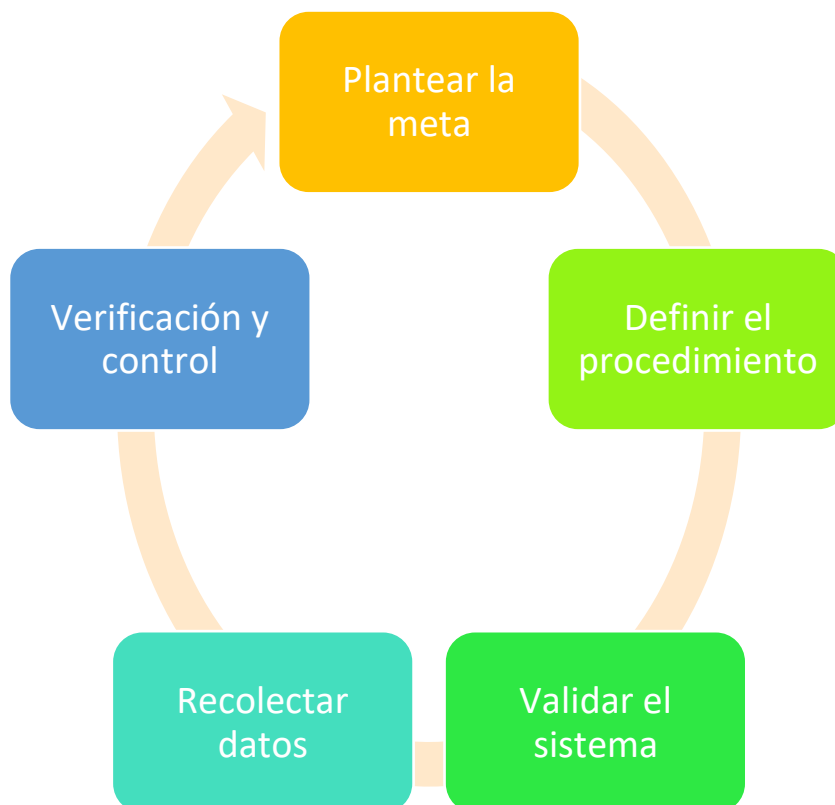 Plantear la
meta
Definir el
procedimiento
Validar el
sistema
Recolectar
datos
Verificación y
control